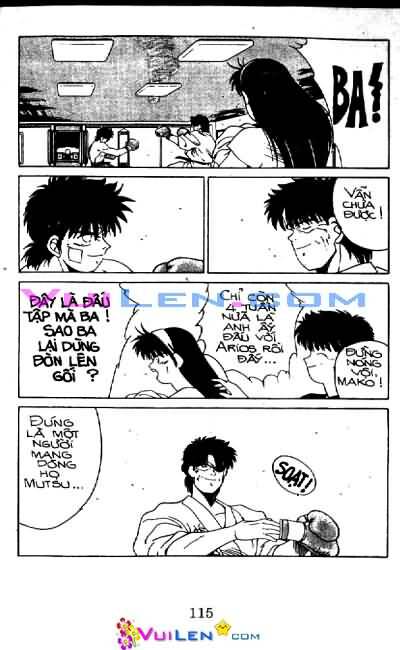 BA!
VẪN
CHƯA
ĐƯỢC!
ĐÂY LÀ ĐẤU
TẬP MÀ BA!
SAO BA
LẠI DÙNG
ĐÒN LÊN
GỐI?
CHỈ CÒN
4 TUẦN
NỮA LÀ
ANH ẤY
ĐẤU VỚI
ARIOS RỒI
ĐẤY...
ĐỪNG
NÓNG
VỘI,
MAKO!
VUILEN.COM
ĐÚNG
LÀ MỘT
NGƯỜI
MANG
DÒNG
HỌ
MUTSU...
SOẠT!
115
VUILEN.COM